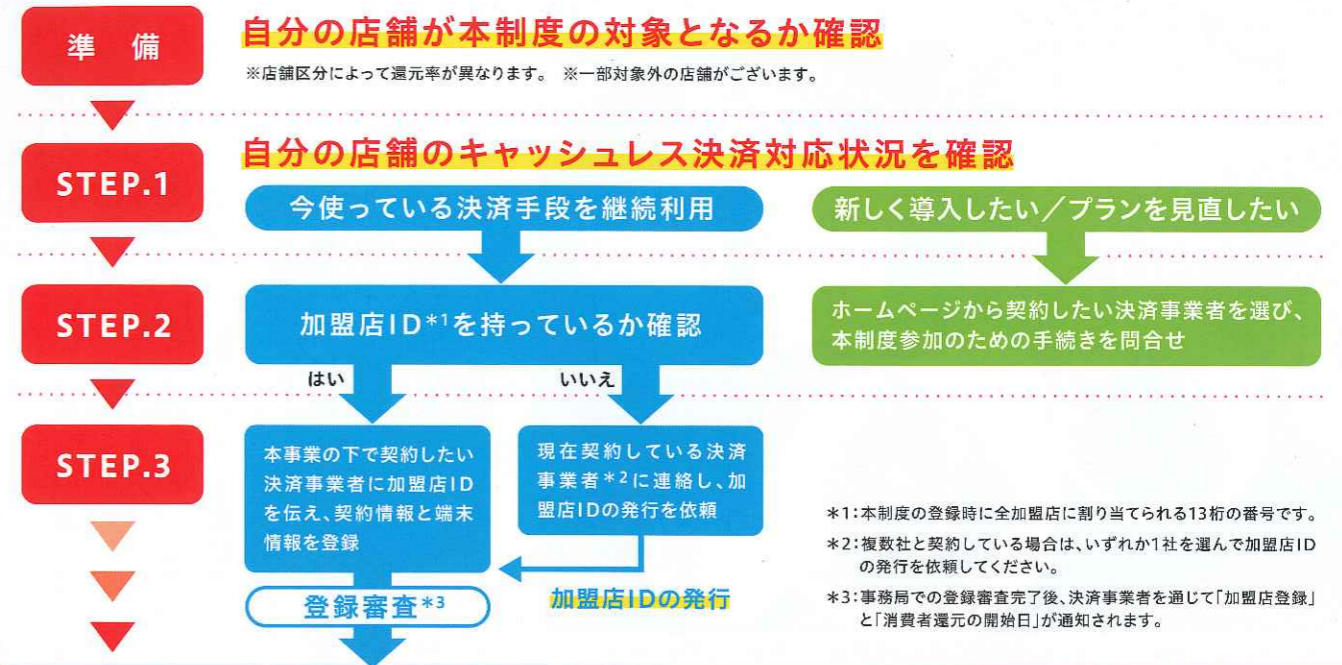 準 備
自分の店舗が本制度の対象となるか確認
※店舗区分によって還元率が異なります。 ※一部対象外の店舗がございます。
STEP.1
自分の店舗のキャッシュレス決済対応状況を確認
今使っている決済手段を継続利用
新しく導入したい／プランを見直したい
STEP.2
加盟店ID*1を持っているか確認
ホームページから契約したい決済事業者を選び、
本制度参加のための手続きを問合せ
はい
いいえ
STEP.3
本事業の下で契約したい
決済事業者に加盟店ID
を伝え、契約情報と端末
情報を登録
現在契約している決済
事業者*2に連絡し、加
盟店IDの発行を依頼
登録審査*3
加盟店IDの発行
*1:本制度の登録時に全加盟店に割り当てられる13桁の番号です。
*2:複数社と契約している場合は、いずれか1社を選んで加盟店ID
の発行を依頼してください。
*3:事務局での登録審査完了後、決済事業者を通じて「加盟店登録」
と「消費者還元の開始日」が通知されます。